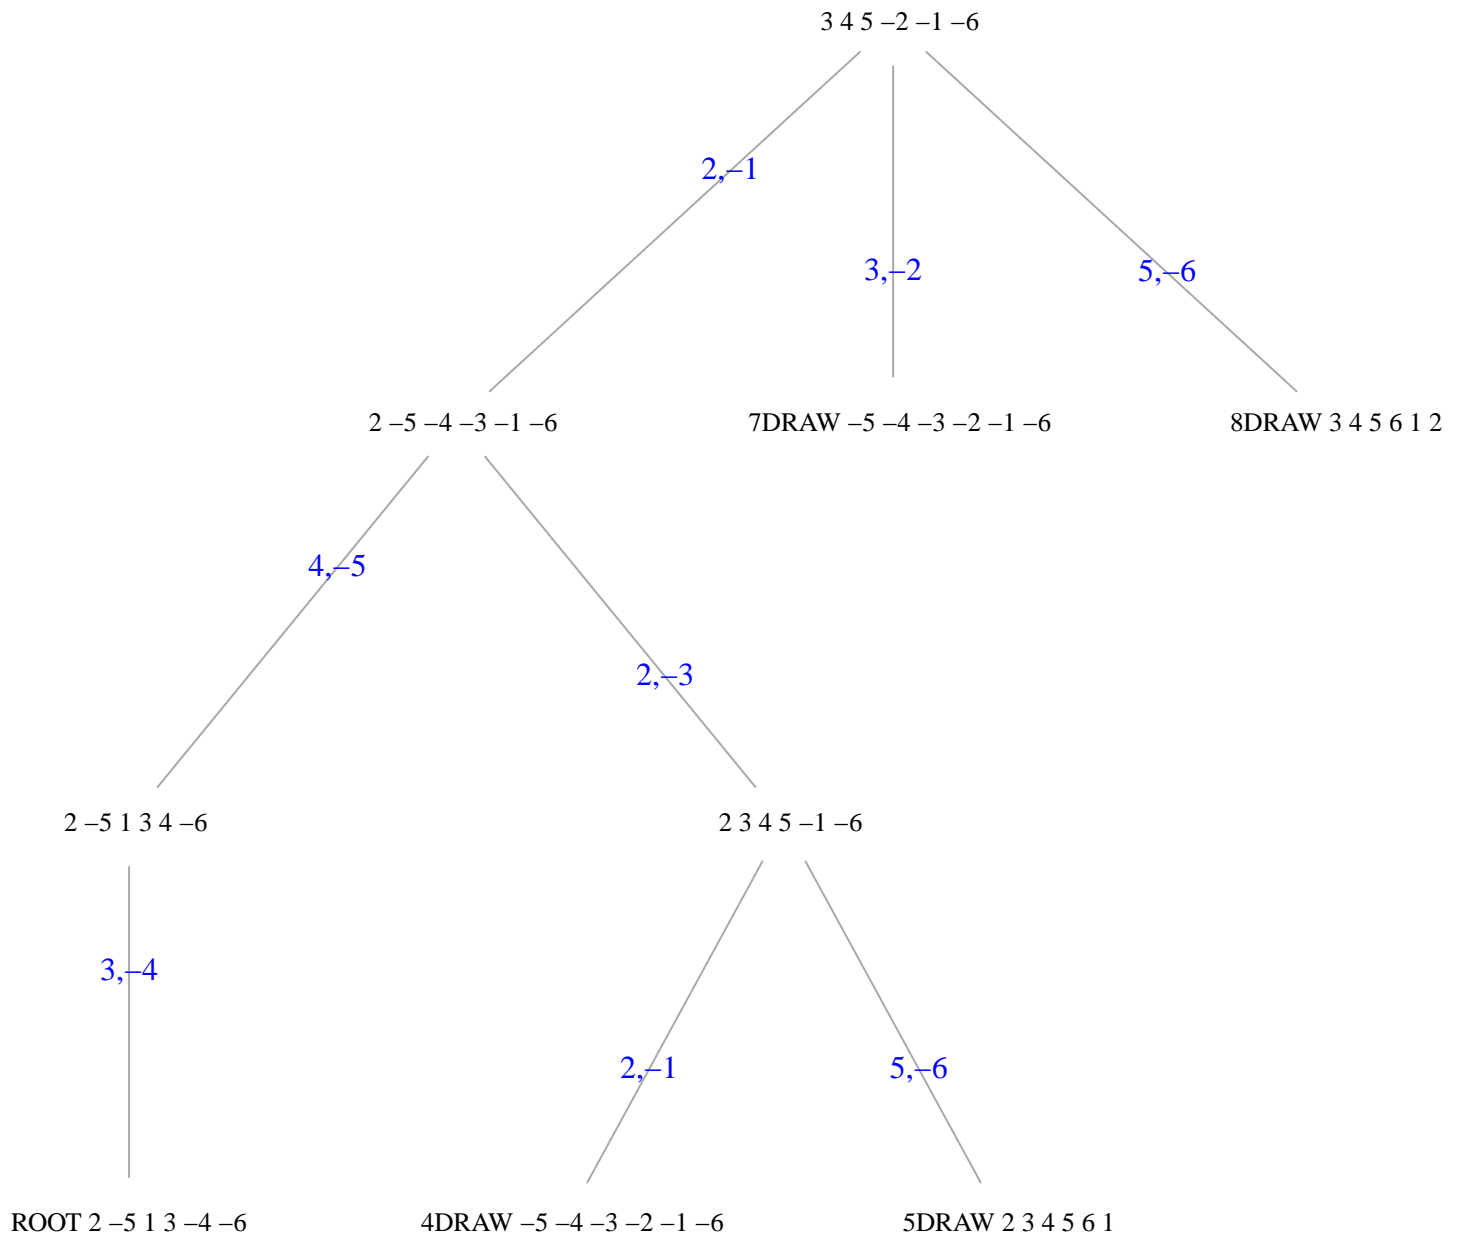 3 4 5 –2 –1 –6
2,–1
3,–2
5,–6
2 –5 –4 –3 –1 –6
7DRAW –5 –4 –3 –2 –1 –6
8DRAW 3 4 5 6 1 2
4,–5
2,–3
2 –5 1 3 4 –6
2 3 4 5 –1 –6
3,–4
2,–1
5,–6
ROOT 2 –5 1 3 –4 –6
4DRAW –5 –4 –3 –2 –1 –6
5DRAW 2 3 4 5 6 1